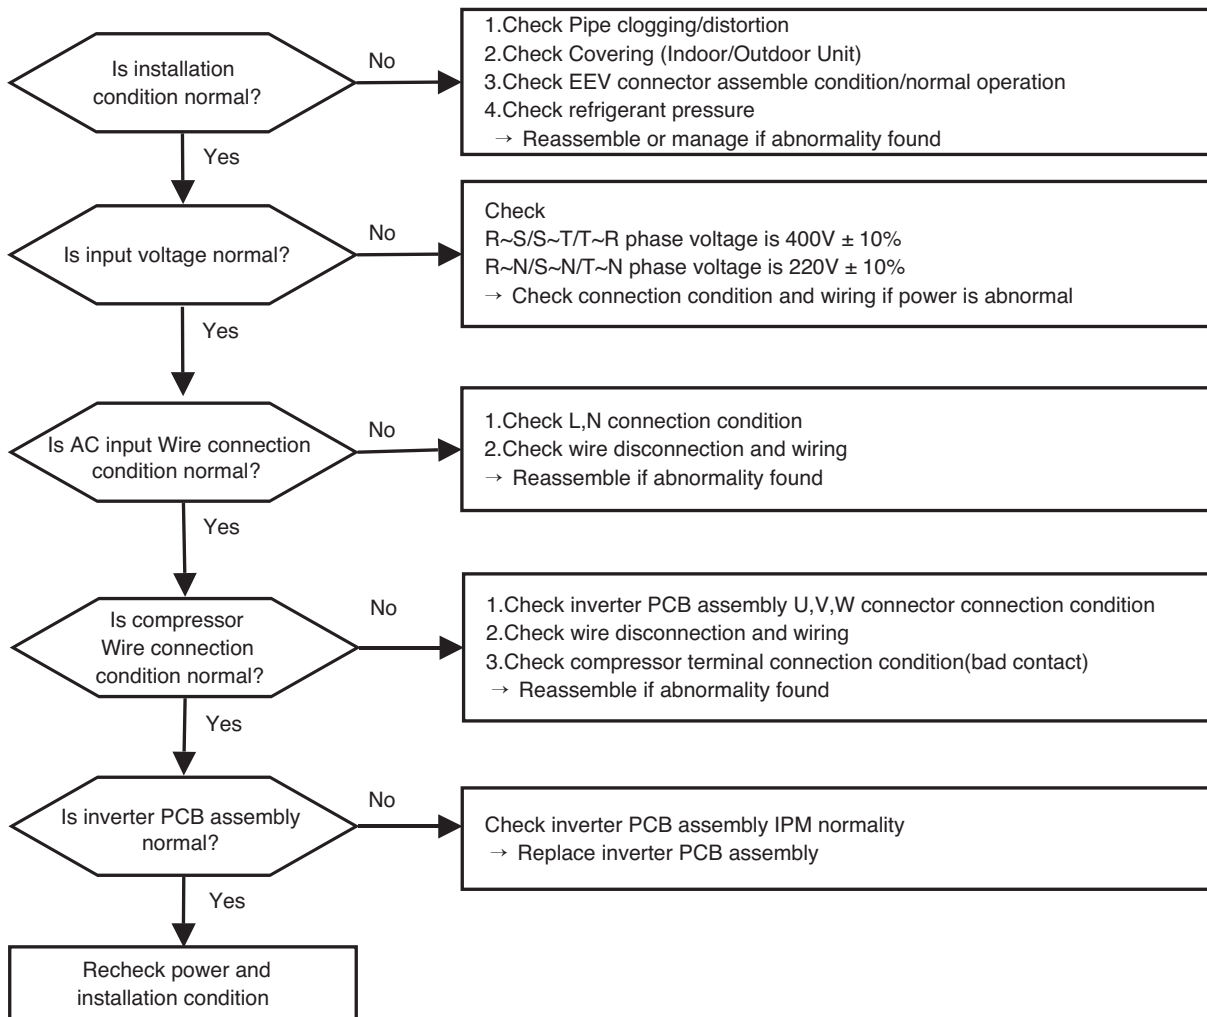 Is installation
condition normal?
No
1.Check Pipe clogging/distortion
2.Check Covering (Indoor/Outdoor Unit)
3.Check EEV connector assemble condition/normal operation
4.Check refrigerant pressure
→ Reassemble or manage if abnormality found
Yes
Is input voltage normal?
No
Check
R~S/S~T/T~R phase voltage is 400V ± 10%
R~N/S~N/T~N phase voltage is 220V ± 10%
→ Check connection condition and wiring if power is abnormal
Yes
Is AC input Wire connection
condition normal?
No
1.Check L,N connection condition
2.Check wire disconnection and wiring
→ Reassemble if abnormality found
Yes
Is compressor
Wire connection
condition normal?
No
1.Check inverter PCB assembly U,V,W connector connection condition
2.Check wire disconnection and wiring
3.Check compressor terminal connection condition(bad contact)
→ Reassemble if abnormality found
Yes
Is inverter PCB assembly
normal?
No
Check inverter PCB assembly IPM normality
→ Replace inverter PCB assembly
Yes
Recheck power and
installation condition